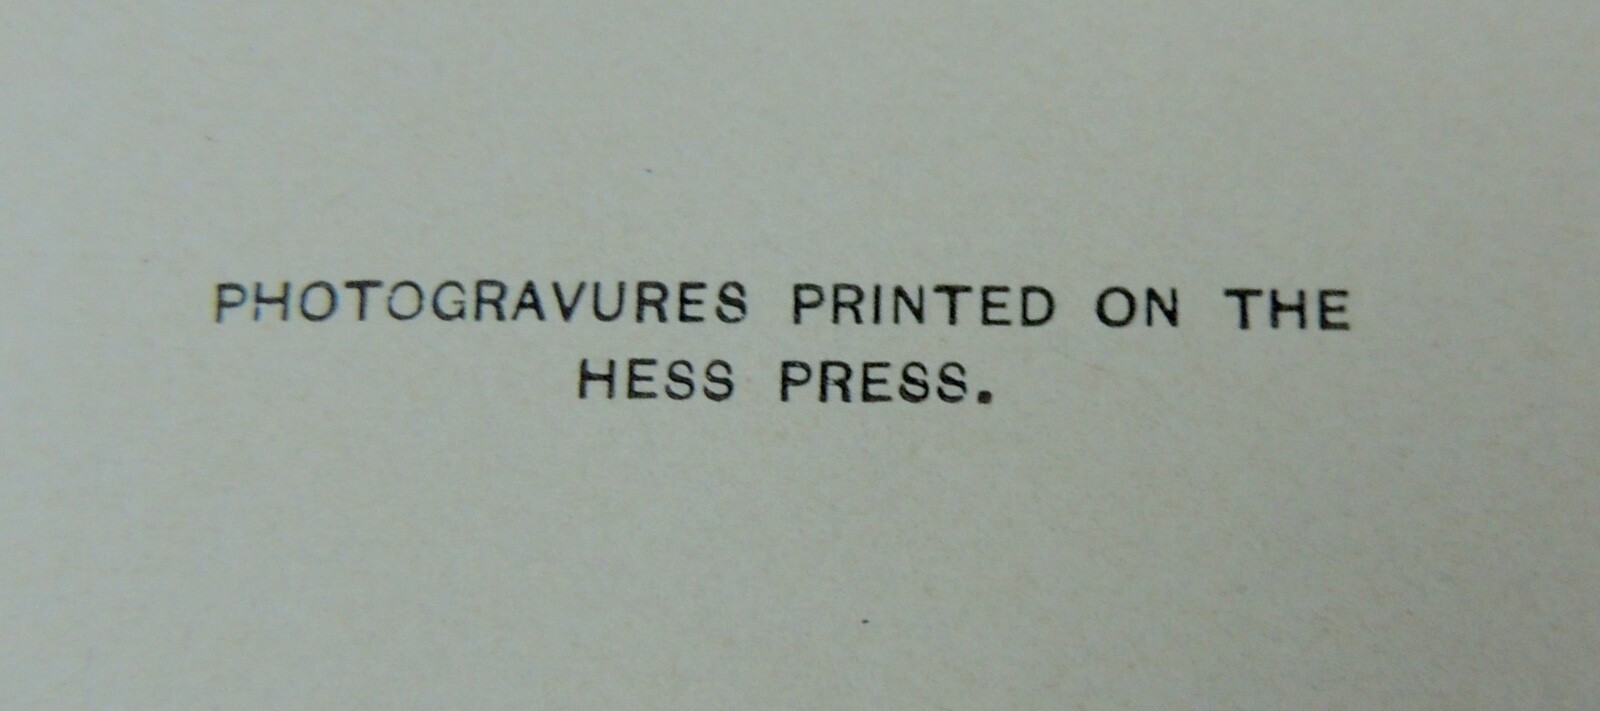 PHOTOGRAVURES PRINTED ON THE
HESS PRESS.